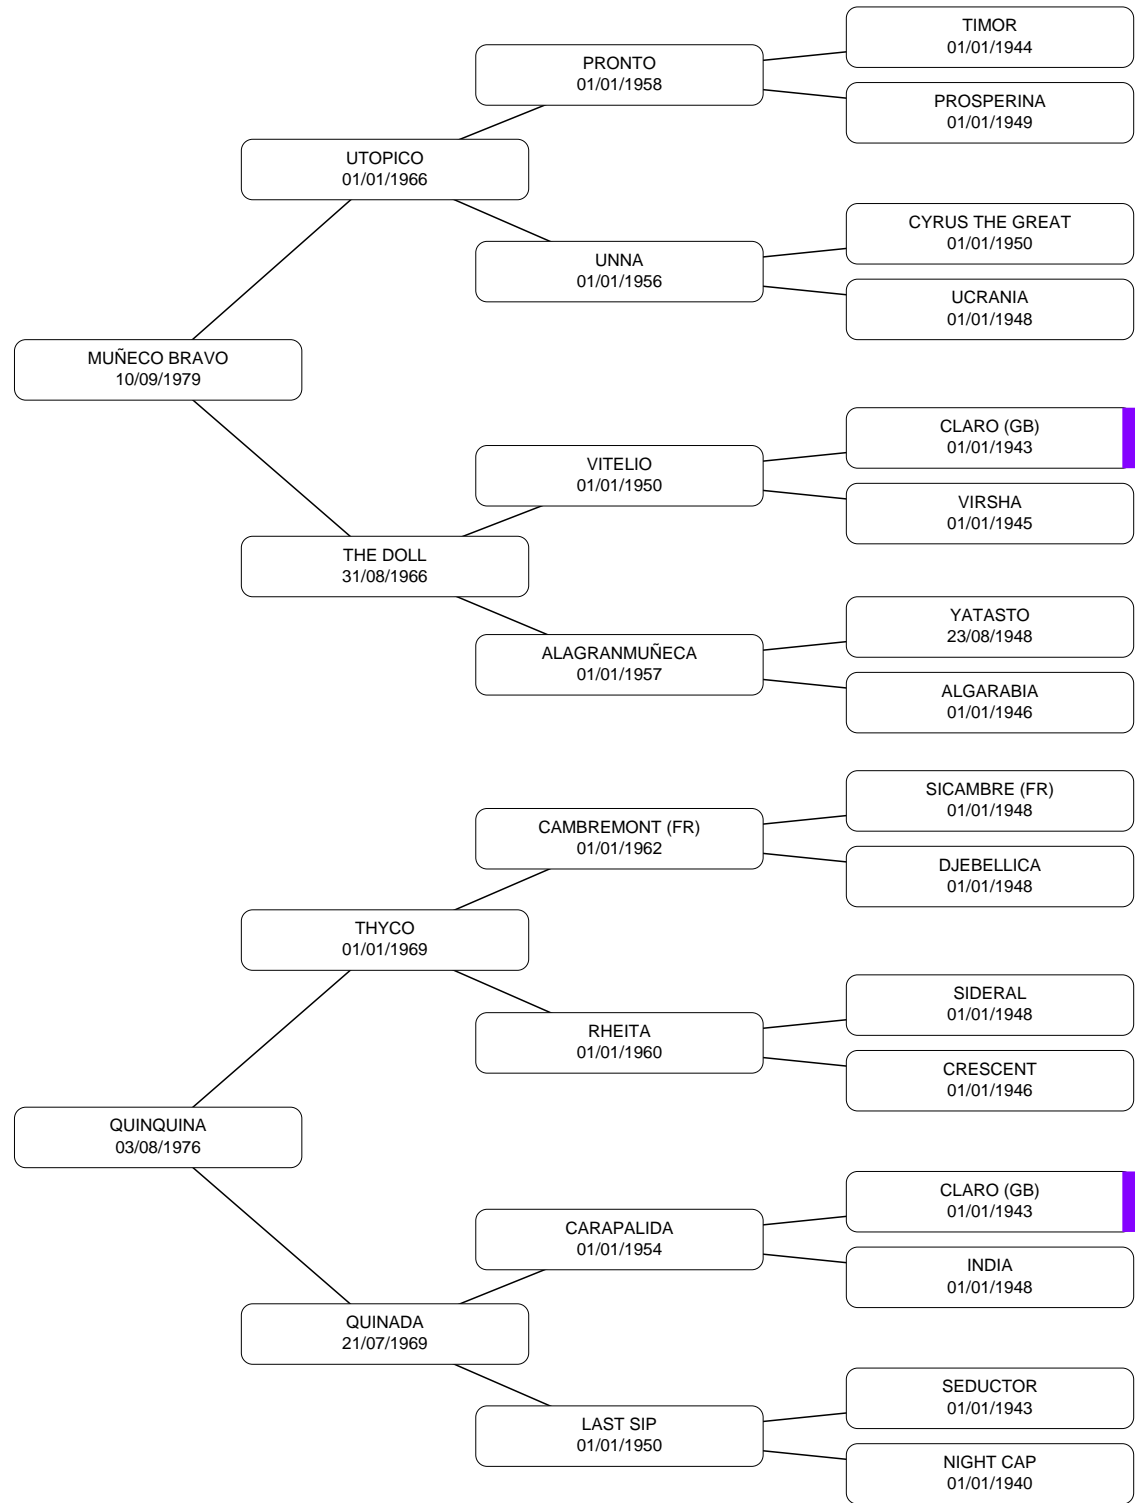 TIMOR
01/01/1944
PRONTO
01/01/1958
PROSPERINA
01/01/1949
UTOPICO
01/01/1966
CYRUS THE GREAT
01/01/1950
UNNA
01/01/1956
UCRANIA
01/01/1948
MUÑECO BRAVO
10/09/1979
CLARO (GB)
01/01/1943
VITELIO
01/01/1950
VIRSHA
01/01/1945
THE DOLL
31/08/1966
YATASTO
23/08/1948
ALAGRANMUÑECA
01/01/1957
ALGARABIA
01/01/1946
SICAMBRE (FR)
01/01/1948
CAMBREMONT (FR)
01/01/1962
DJEBELLICA
01/01/1948
THYCO
01/01/1969
SIDERAL
01/01/1948
RHEITA
01/01/1960
CRESCENT
01/01/1946
QUINQUINA
03/08/1976
CLARO (GB)
01/01/1943
CARAPALIDA
01/01/1954
INDIA
01/01/1948
QUINADA
21/07/1969
SEDUCTOR
01/01/1943
LAST SIP
01/01/1950
NIGHT CAP
01/01/1940